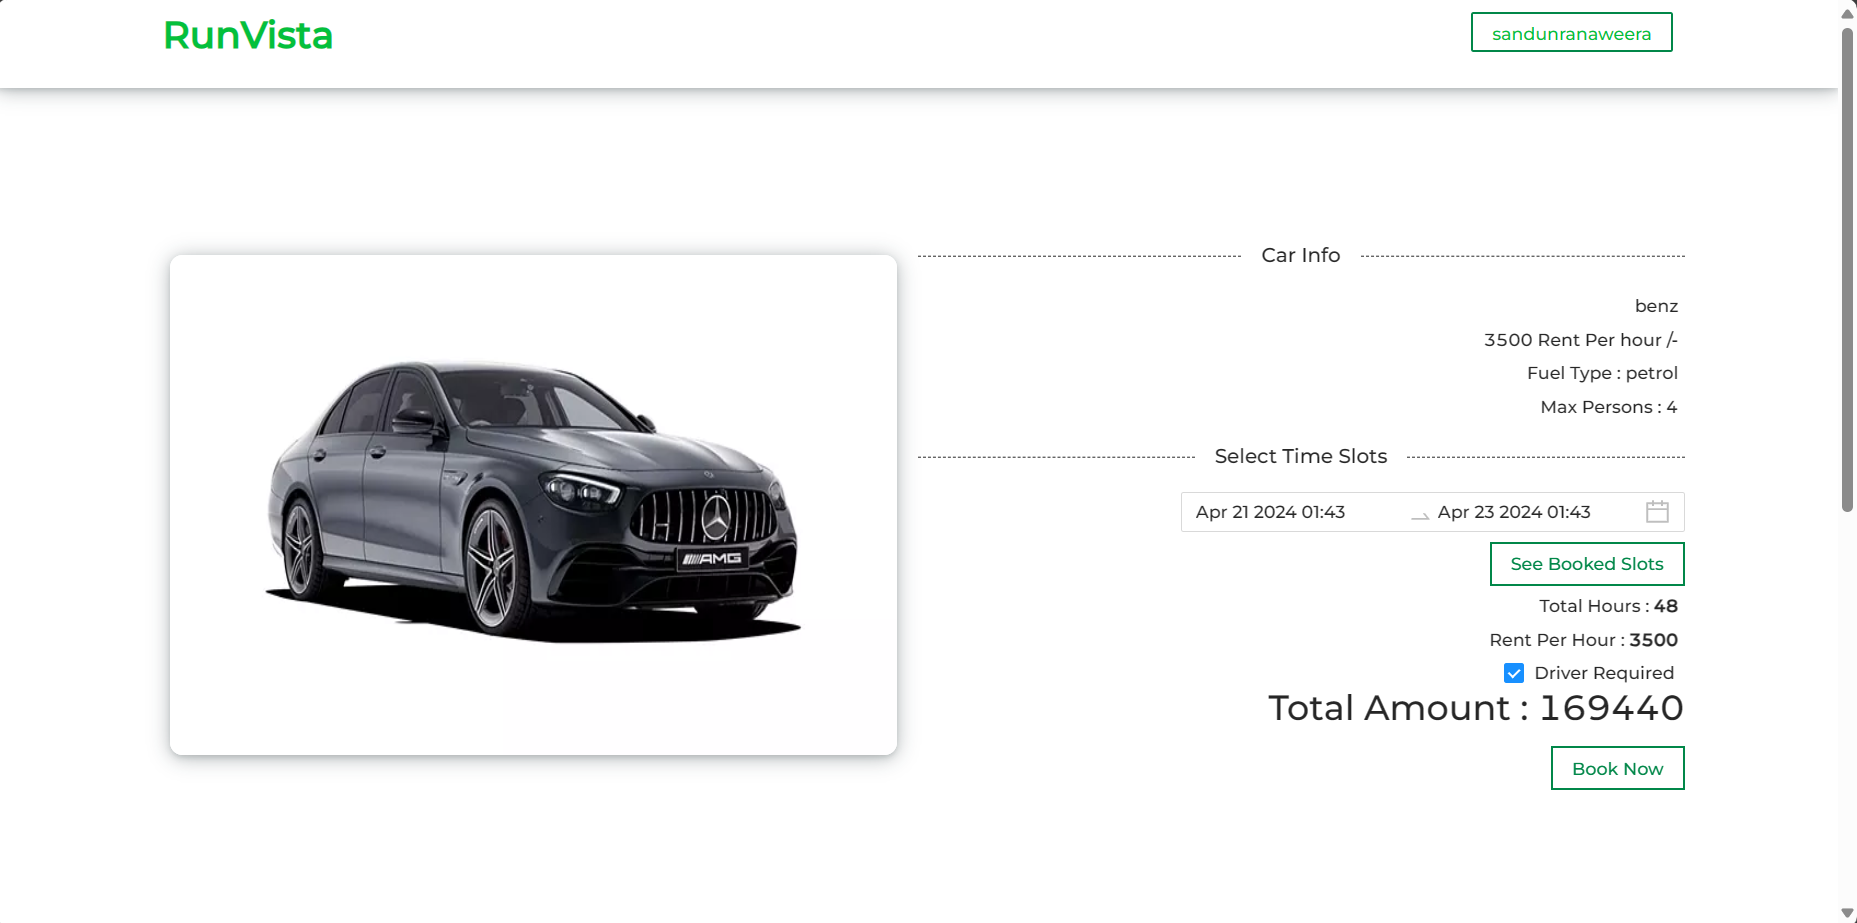 RunVista
sandunranaweera
Car Info
benz
3500 Rent Per hour /-
Fuel Type : petrol
Max Persons : 4
Select Time Slots
Apr 21 2024 01:43 Apr 23 2024 01:43
See Booked Slots
Total Hours : 48
Rent Per Hour : 3500
Driver Required
Total Amount : 169440
Book Now
AMG